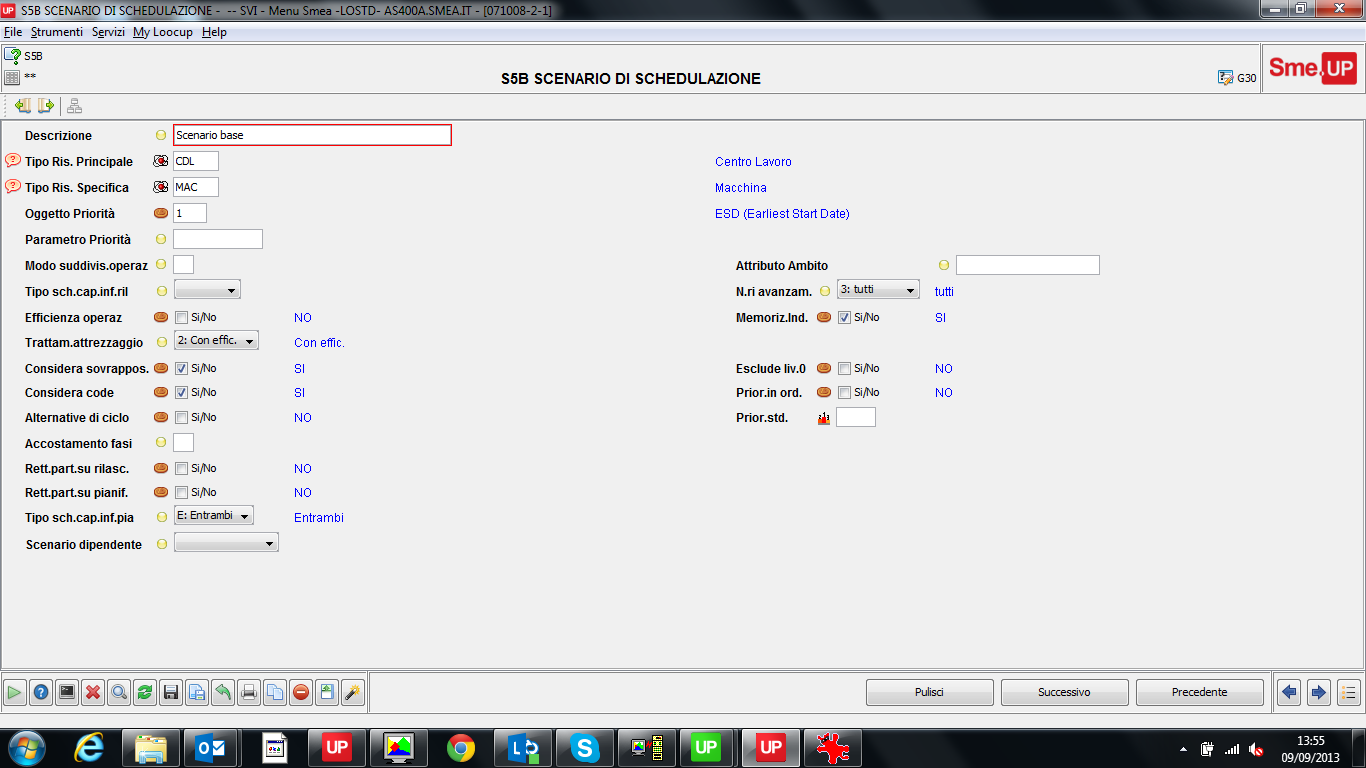 S5B SCENARIO DI SCHEDULAZIONE - -- SVI - Menu Smea -LOSTD- AS400A.SMEA.IT - [071008-2-1]
File Strumenti Servizi My Loocup Help
S5B
**
S5B SCENARIO DI SCHEDULAZIONE
G30
Sme.UP
Descrizione Scenario base
Tipo Ris. Principale CDL Centro Lavoro
Tipo Ris. Specifica MAC Macchina
Oggetto Priorità 1 ESD (Earliest Start Date)
Parametro Priorità
Modo suddivis.operaz Attributo Ambito
Tipo sch.cap.inf.ril N.ri avanzam. 3: tutti tutti
Efficienza operaz Si/No NO Memoriz.Ind. Si/No SI
Trattam.attrezzaggio 2: Con effic. Con effic.
Considera sovrappos. Si/No SI Esclude liv.0 Si/No NO
Considera code Si/No SI Prior.in ord. Si/No NO
Alternative di ciclo Si/No NO Prior.std.
Accostamento fasi
Rett.part.su rilasc. Si/No NO
Rett.part.su pianif. Si/No NO
Tipo sch.cap.inf.pia E: Entrambi Entrambi
Scenario dipendente
Pulisci Successivo Precedente
UP UP UP
13:55
09/09/2013